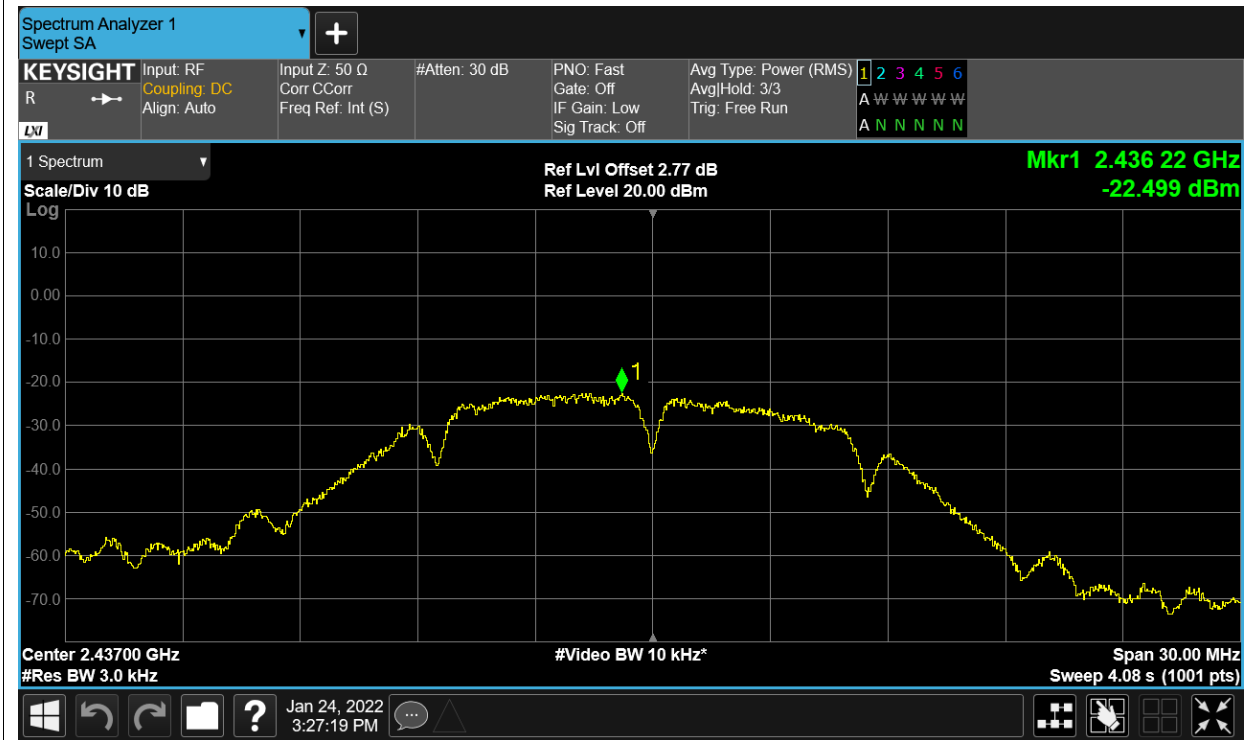 Spectrum Analyzer 1
Swept SA
KEYSIGHT
R
LXI
Input: RF
Coupling: DC
Align: Auto
Input Z: 50 Ω
Corr CCorr
Freq Ref: Int (S)
#Atten: 30 dB
PNO: Fast
Gate: Off
IF Gain: Low
Sig Track: Off
Avg Type: Power (RMS)
Avg|Hold: 3/3
Trig: Free Run
1 2 3 4 5 6
A W W W W W
A N N N N N
1 Spectrum
Scale/Div 10 dB
Log
Ref Lvl Offset 2.77 dB
Ref Level 20.00 dBm
Mkr1 2.436 22 GHz
-22.499 dBm
10.0
0.00
-10.0
-20.0
-30.0
-40.0
-50.0
-60.0
-70.0
1
Center 2.43700 GHz
#Res BW 3.0 kHz
#Video BW 10 kHz*
Span 30.00 MHz
Sweep 4.08 s (1001 pts)
?
Jan 24, 2022
3:27:19 PM